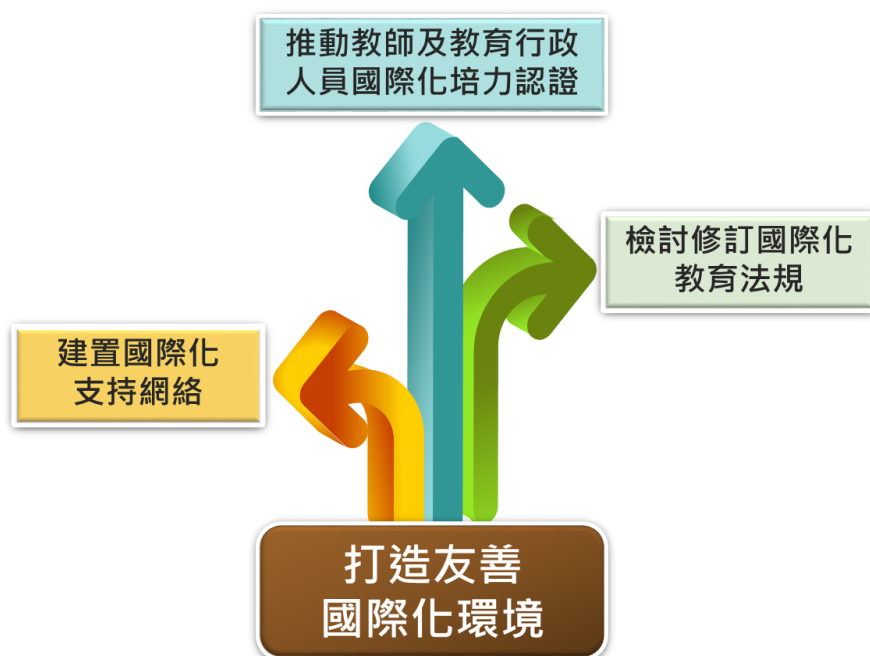 推動教師及教育行政
人員國際化培力認證
檢討修訂國際化
教育法規
建置國際化
支持網絡
打造友善
國際化環境